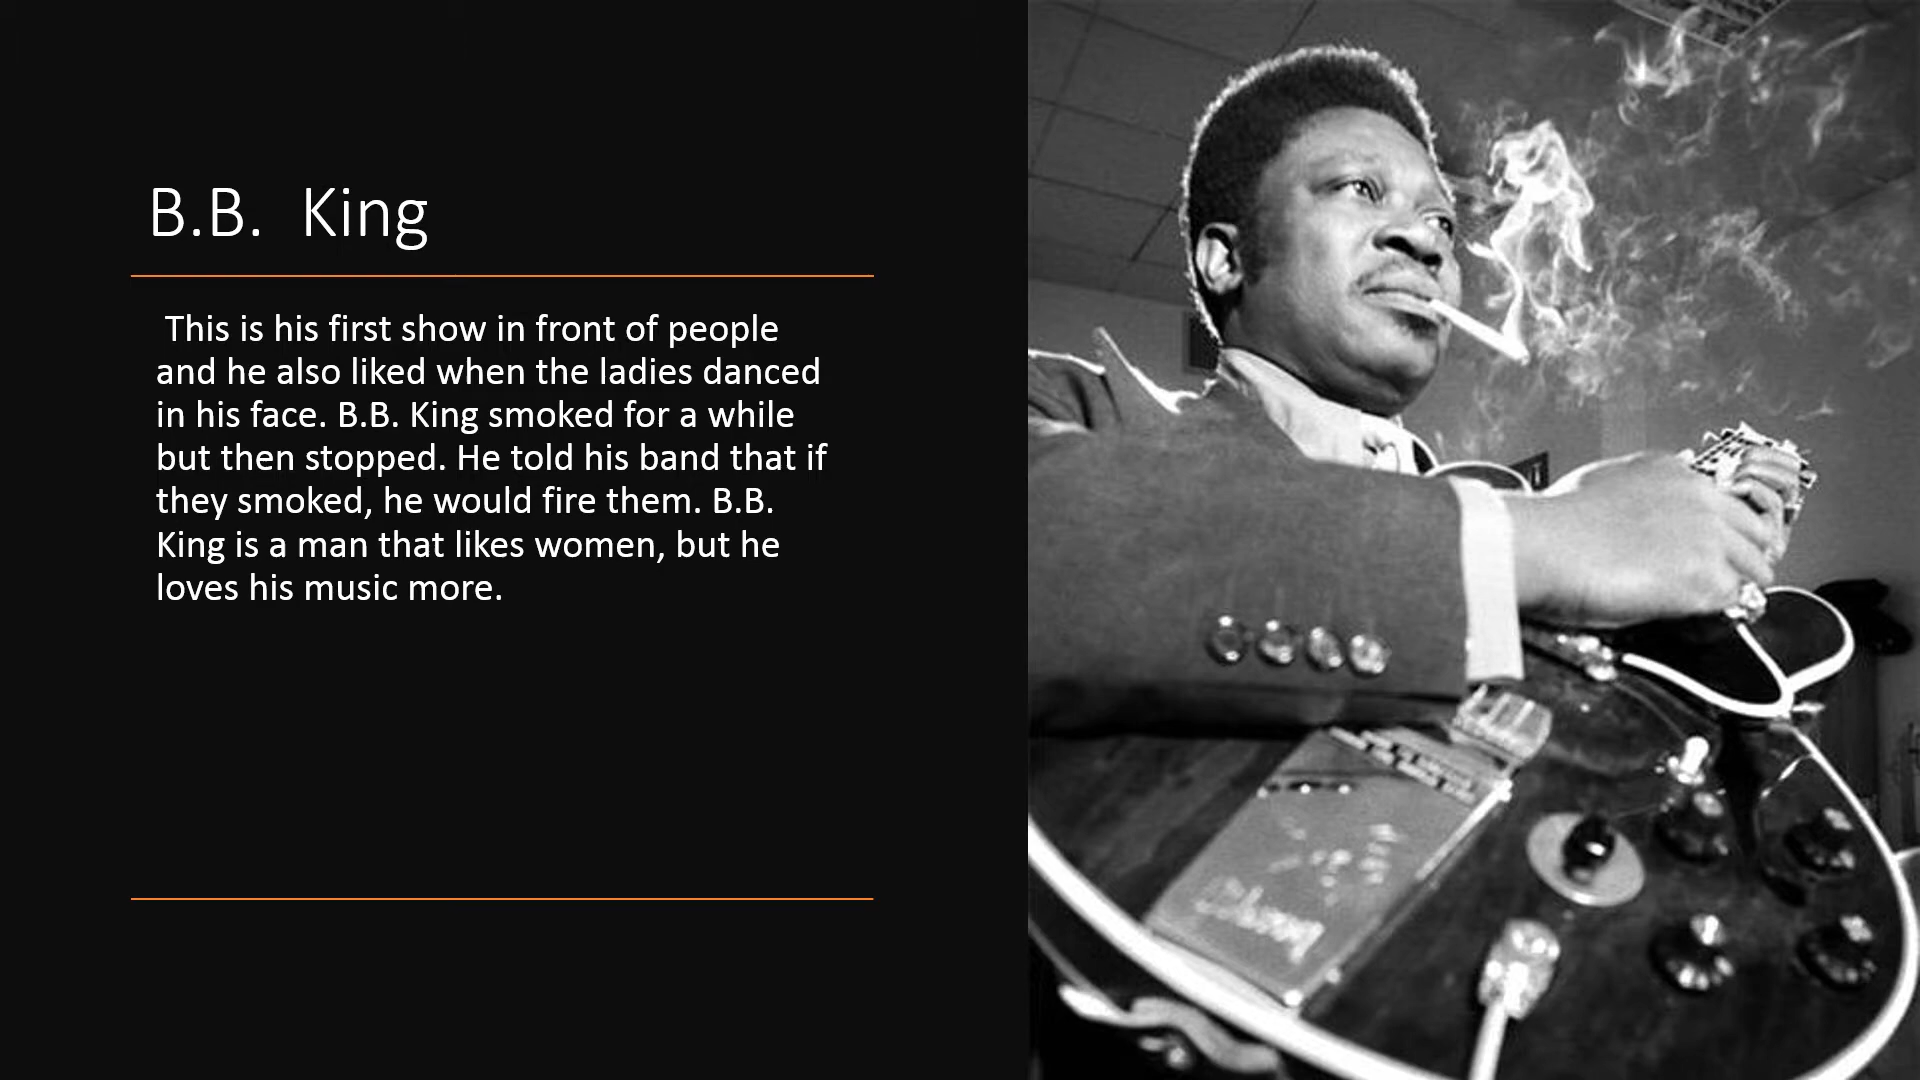 B.B.  King
This is his first show in front of people
and he also liked when the ladies danced
in his face. B.B. King smoked for a while
but then stopped. He told his band that if
they smoked, he would fire them. B.B.
King is a man that likes women, but he
loves his music more.